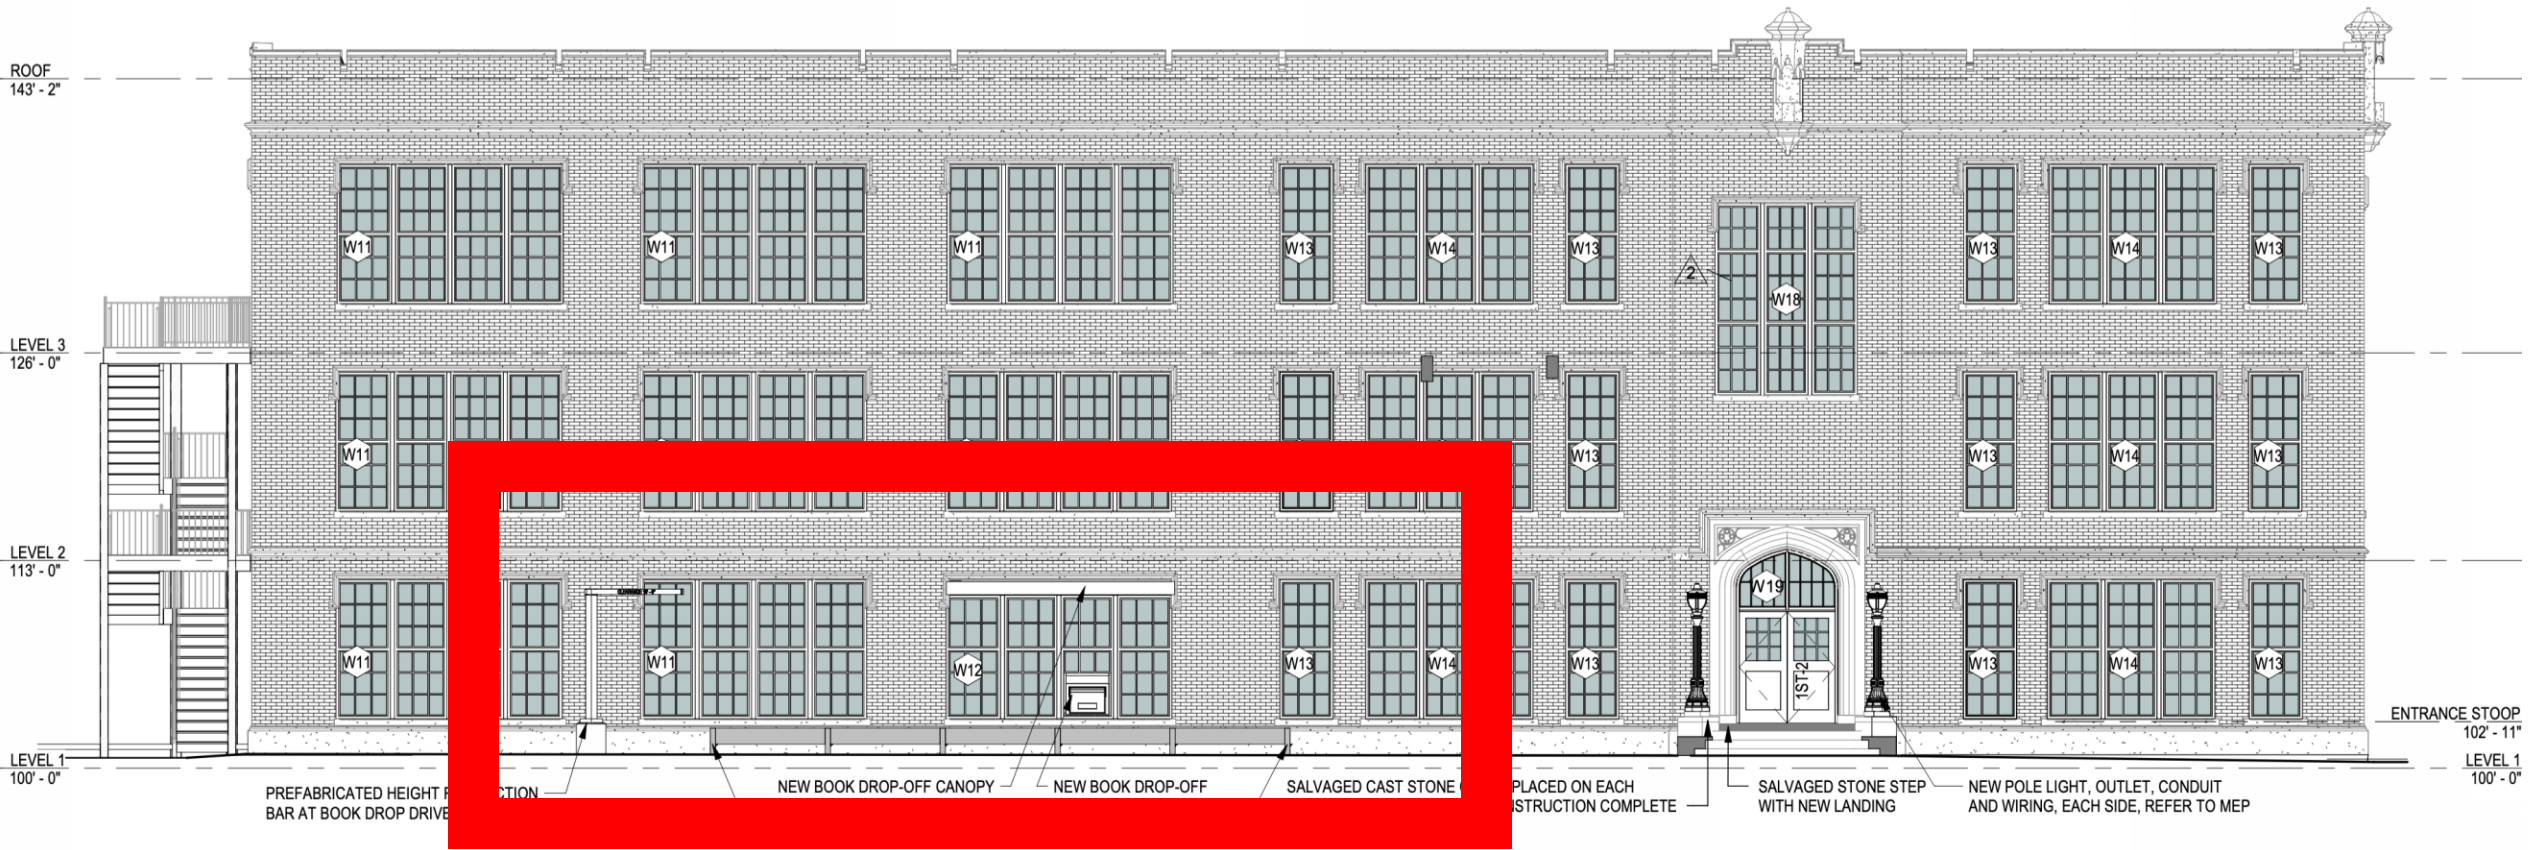 ROOF
143' - 2"
W11
W11
W11
W13
W14
W13
W13
W14
W13
2
W18
LEVEL 3
126' - 0"
W11
W13
W13
W14
W13
LEVEL 2
113' - 0"
W19
W11
W11
W12
W13
W14
W13
1ST-2
W13
W14
W13
ENTRANCE STOOP
102' - 11"
LEVEL 1
100' - 0"
LEVEL 1
100' - 0"
PREFABRICATED HEIGHT
BAR AT BOOK DROP DRIVE
NEW BOOK DROP-OFF CANOPY
NEW BOOK DROP-OFF
SALVAGED CAST STONE PLACED ON EACH
COMPLETE
SALVAGED STONE STEP
WITH NEW LANDING
NEW POLE LIGHT, OUTLET, CONDUIT
AND WIRING, EACH SIDE, REFER TO MEP